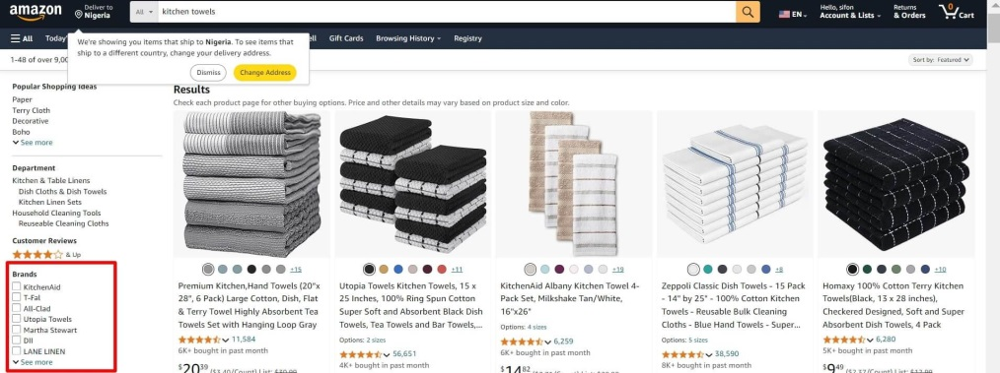 amazon
Deliver to
Nigeria
All
kitchen towels
EN
Hello, sifon
Account & Lists
Returns
& Orders
0
Cart
All
Today'
ell
Gift Cards
Browsing History
Registry
We're showing you items that ship to Nigeria. To see items that
ship to a different country, change your delivery address.
Dismiss
Change Address
1-48 of over 9,00
Sort by: Featured
Popular Shopping Ideas
Paper
Terry Cloth
Decorative
Boho
See more
Department
Kitchen & Table Linens
Dish Cloths & Dish Towels
Kitchen Linen Sets
Household Cleaning Tools
Reusable Cleaning Cloths
Customer Reviews
& Up
Brands
KitchenAid
T-Fal
All-Clad
Utopia Towels
Martha Stewart
DII
LANE LINEN
See more
Results
Check each product page for other buying options. Price and other details may vary based on product size and color.
+15
Premium Kitchen,Hand Towels (20"x
28", 6 Pack) Large Cotton, Dish, Flat
& Terry Towel Highly Absorbent Tea
Towels Set with Hanging Loop Gray
11,584
6K+ bought in past month
$20 39 ($3.40/Count) List: $30.99
+11
Utopia Towels Kitchen Towels, 15 x
25 Inches, 100% Ring Spun Cotton
Super Soft and Absorbent Black Dish
Towels, Tea Towels and Bar Towels,...
Options: 2 sizes
56,651
4K+ bought in past month
+19
KitchenAid Albany Kitchen Towel 4-
Pack Set, Milkshake Tan/White,
16"x26"
Options: 4 sizes
6,259
6K+ bought in past month
$14 82
+8
Zeppoli Classic Dish Towels - 15 Pack
- 14" by 25" - 100% Cotton Kitchen
Towels - Reusable Bulk Cleaning
Cloths - Blue Hand Towels - Super...
Options: 5 sizes
38,590
8K+ bought in past month
+10
Homaxy 100% Cotton Terry Kitchen
Towels(Black, 13 x 28 inches),
Checkered Designed, Soft and Super
Absorbent Dish Towels, 4 Pack
6,280
5K+ bought in past month
$9 49 ($2.37/Count) List: $12.99